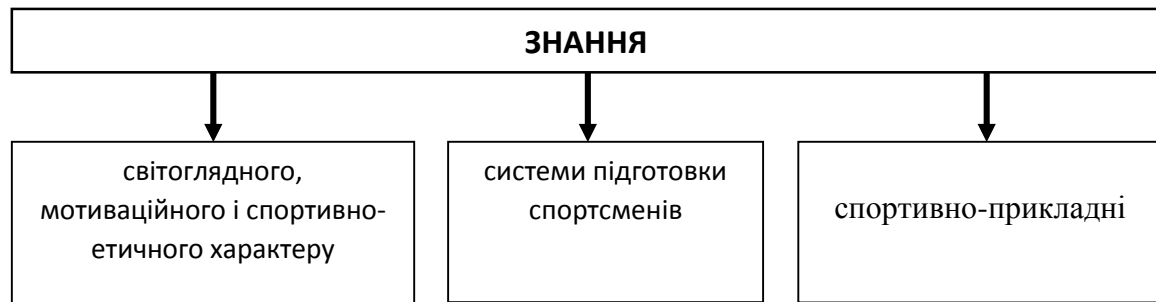 ЗНАННЯ
світоглядного,
мотиваційного і спортивно-
етичного характеру
системи підготовки
спортсменів
спортивно-прикладні